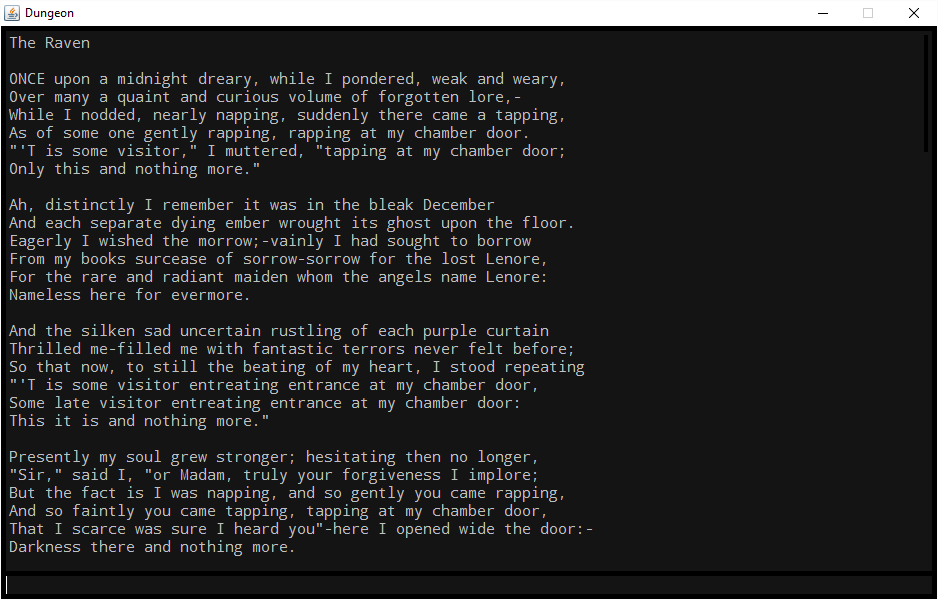 Dungeon
The Raven
ONCE upon a midnight dreary, while I pondered, weak and weary,
Over many a quaint and curious volume of forgotten lore,-
While I nodded, nearly napping, suddenly there came a tapping,
As of some one gently rapping, rapping at my chamber door.
"'T is some visitor," I muttered, "tapping at my chamber door;
Only this and nothing more."
Ah, distinctly I remember it was in the bleak December
And each separate dying ember wrought its ghost upon the floor.
Eagerly I wished the morrow;-vainly I had sought to borrow
From my books surcease of sorrow-sorrow for the lost Lenore,
For the rare and radiant maiden whom the angels name Lenore:
Nameless here for evermore.
And the silken sad uncertain rustling of each purple curtain
Thrilled me-filled me with fantastic terrors never felt before;
So that now, to still the beating of my heart, I stood repeating
"'T is some visitor entreating entrance at my chamber door,
Some late visitor entreating entrance at my chamber door:
This it is and nothing more."
Presently my soul grew stronger; hesitating then no longer,
"Sir," said I, "or Madam, truly your forgiveness I implore;
But the fact is I was napping, and so gently you came rapping,
And so faintly you came tapping, tapping at my chamber door,
That I scarce was sure I heard you"-here I opened wide the door:-
Darkness there and nothing more.